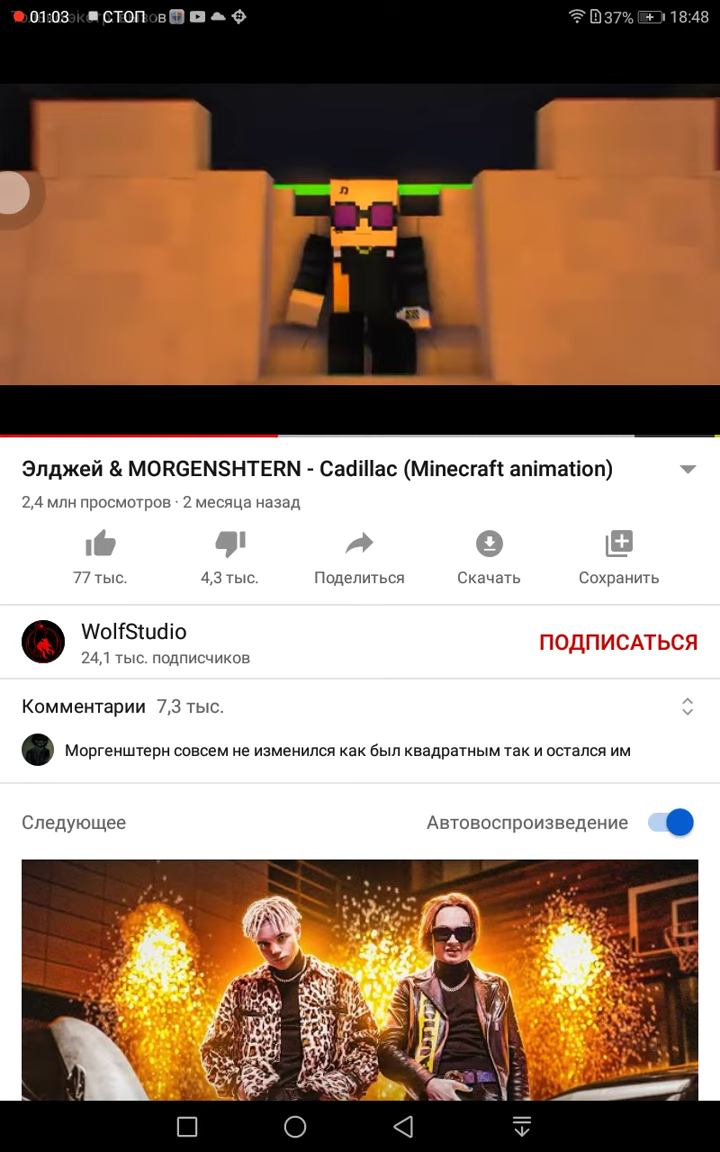 01:03 СТОП в 37% 18:48
Элджей & MORGENSHTERN - Cadillac (Minecraft animation)
2,4 млн просмотров · 2 месяца назад
77 тыс. 4,3 тыс. Поделиться Скачать Сохранить
WolfStudio ПОДПИСАТЬСЯ
24,1 тыс. подписчиков
Комментарии 7,3 тыс.
Моргенштерн совсем не изменился как был квадратным так и остался им
Следующее Автовоспроизведение